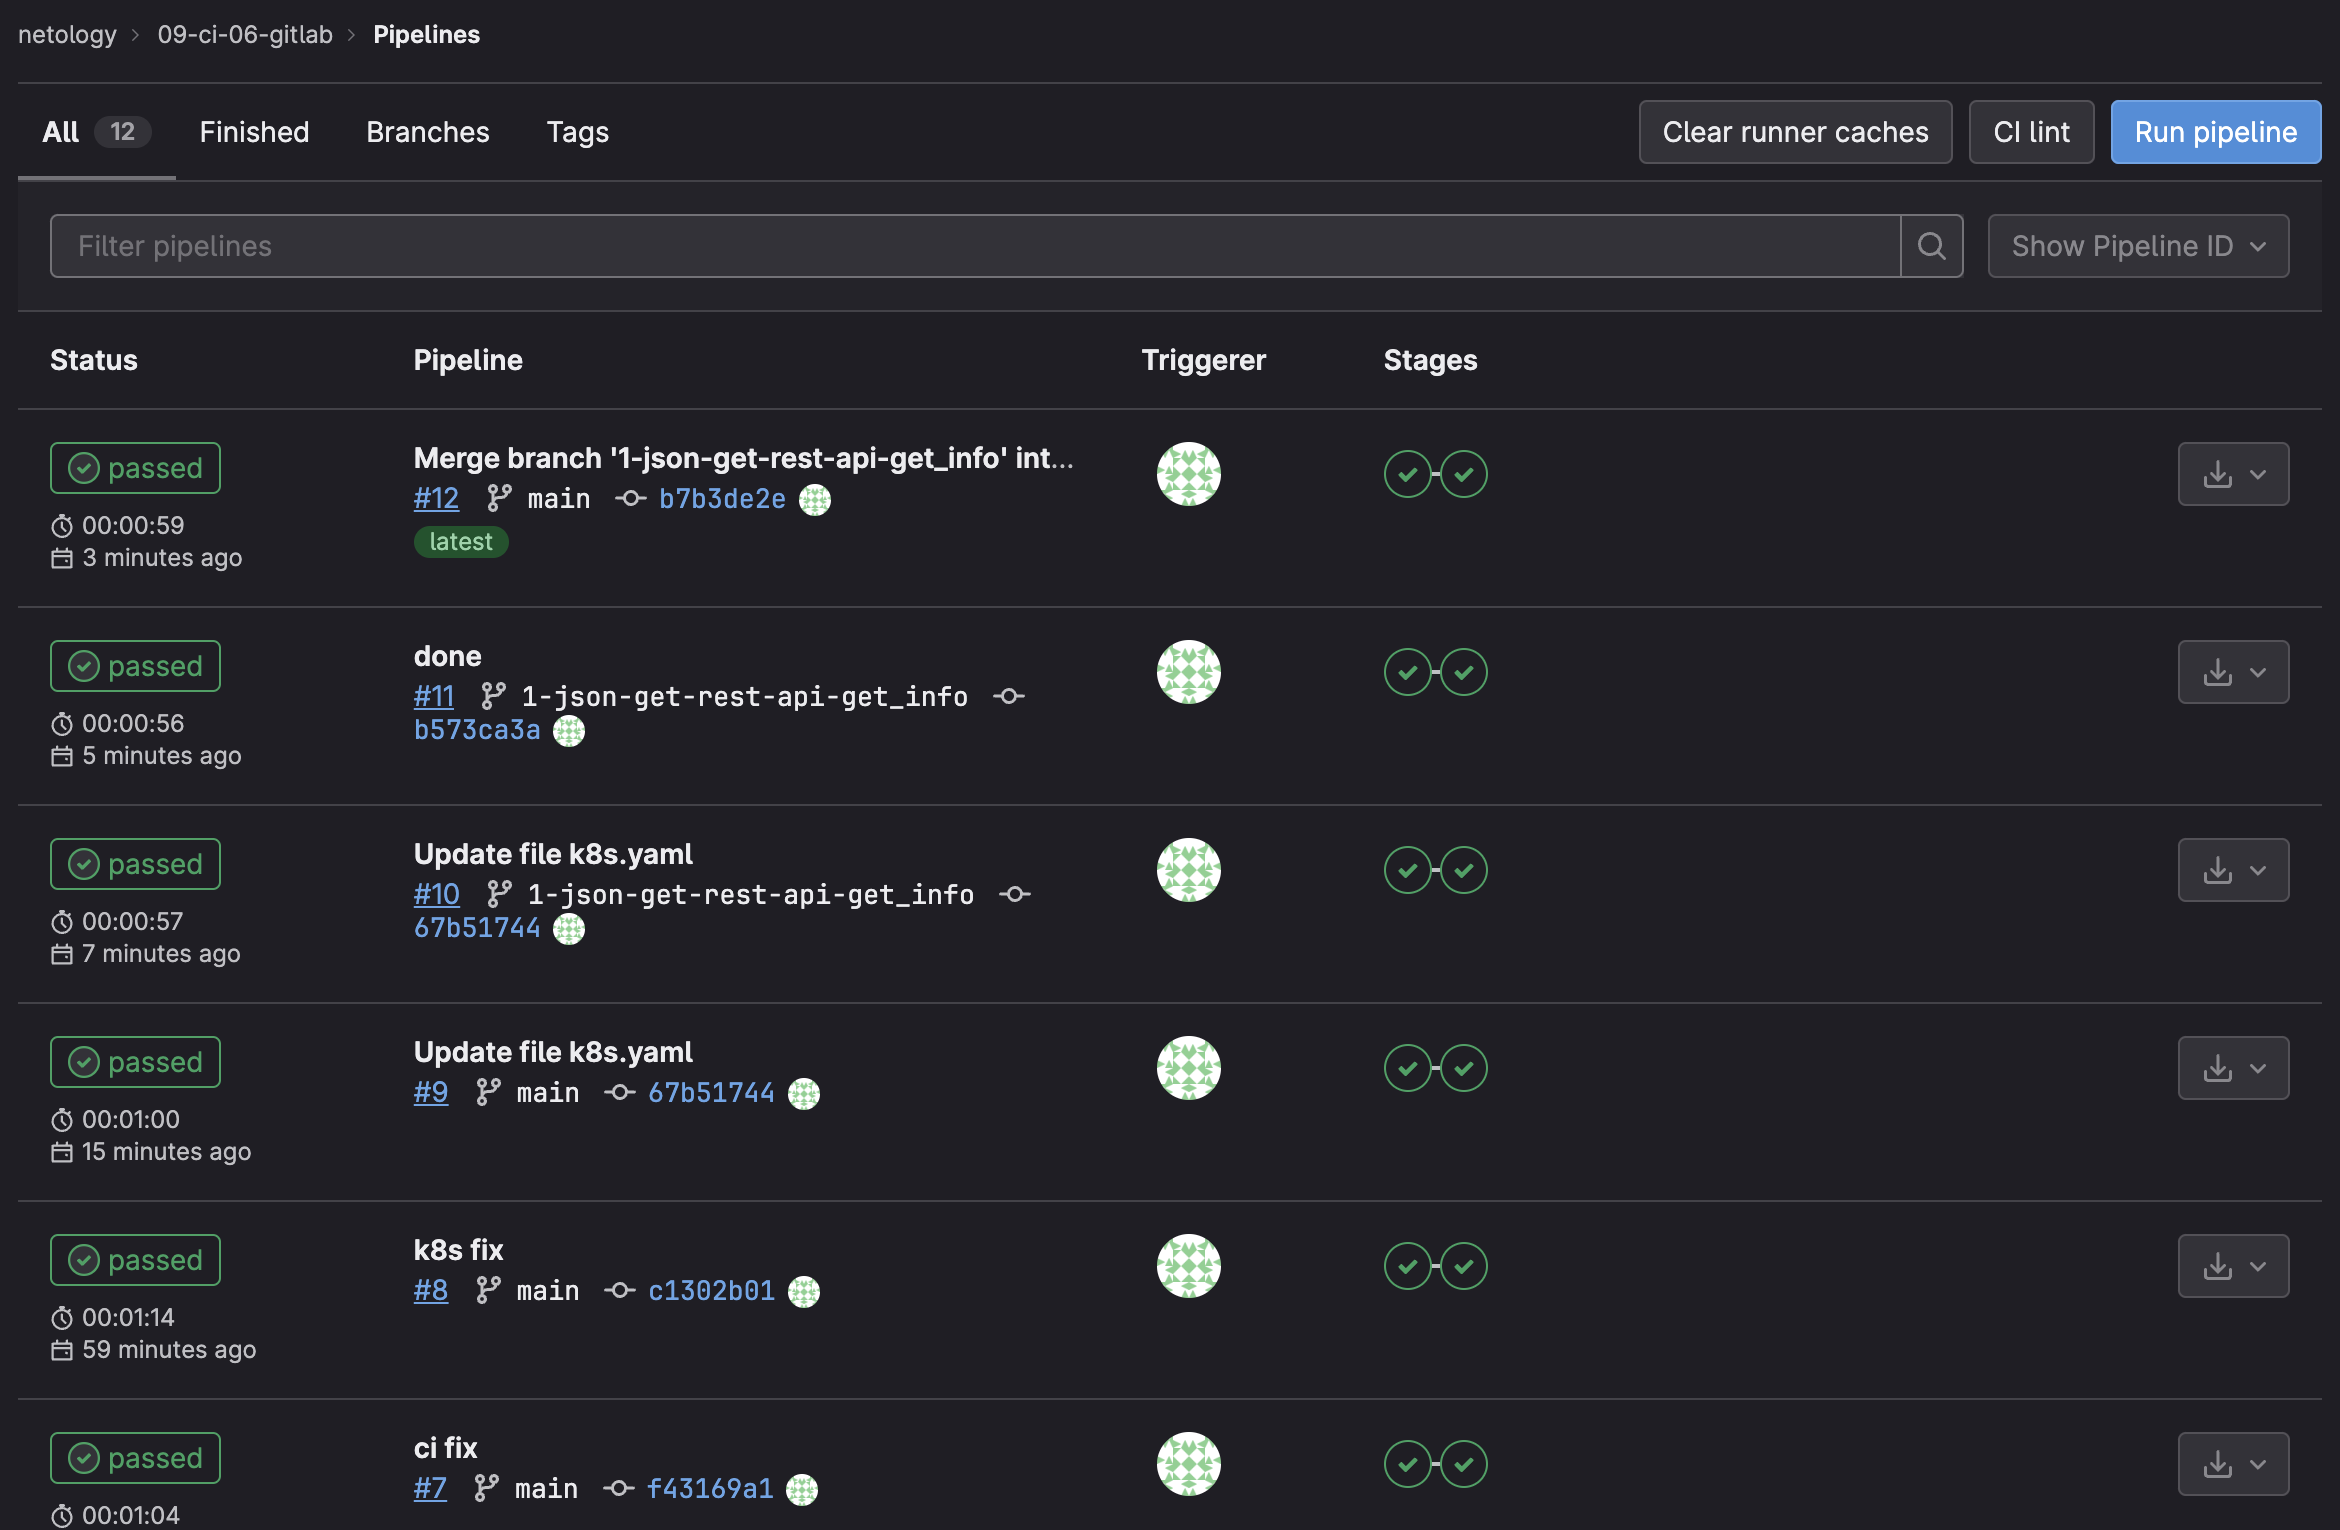 netology > 09-ci-06-gitlab > Pipelines
All 12 Finished Branches Tags Clear runner caches CI lint Run pipeline
Filter pipelines Show Pipeline ID
Status Pipeline Triggerer Stages
passed Merge branch '1-json-get-rest-api-get_info' int...
#12 main b7b3de2e
00:00:59 latest
3 minutes ago
passed done
#11 1-json-get-rest-api-get_info
00:00:56 b573ca3a
5 minutes ago
passed Update file k8s.yaml
#10 1-json-get-rest-api-get_info
00:00:57 67b51744
7 minutes ago
passed Update file k8s.yaml
#9 main 67b51744
00:01:00
15 minutes ago
passed k8s fix
#8 main c1302b01
00:01:14
59 minutes ago
passed ci fix
#7 main f43169a1
00:01:04